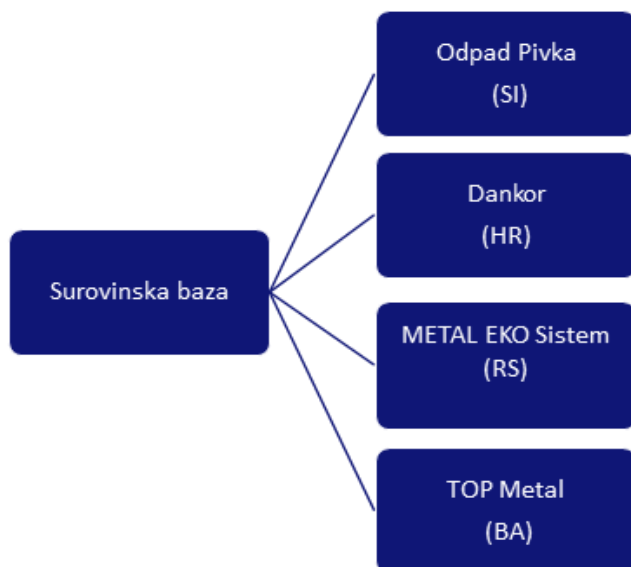 Odpad Pivka
(SI)
Dankor
(HR)
Surovinska baza
METAL EKO Sistem
(RS)
TOP Metal
(BA)